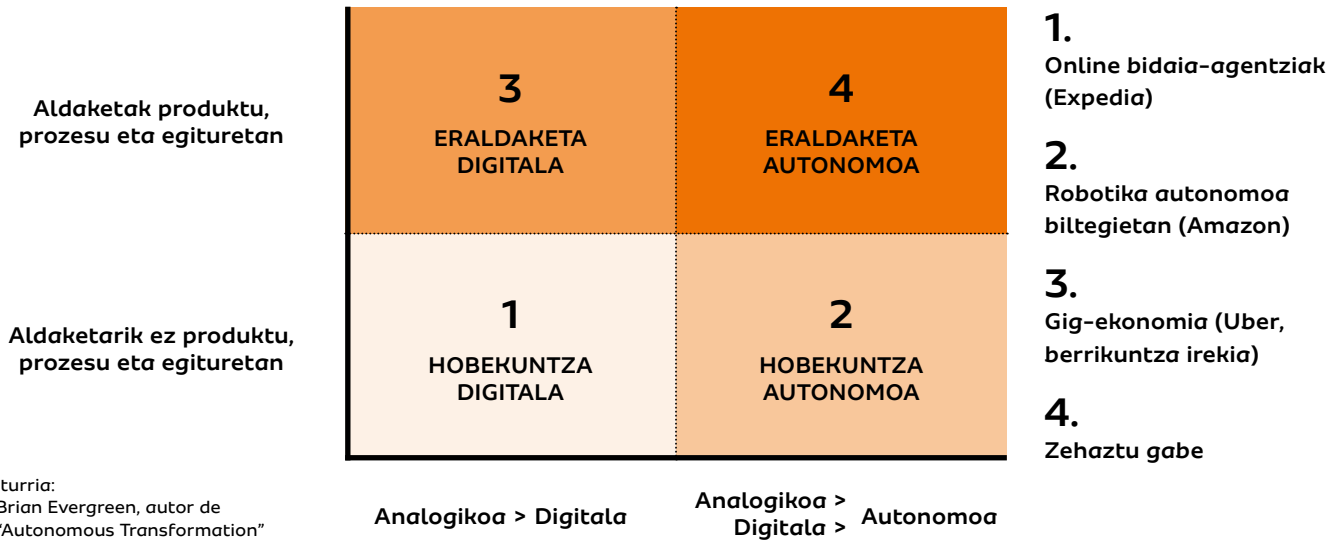 Aldaketak produktu,
prozesu eta egituretan
3
ERALDAKETA
DIGITALA
4
ERALDAKETA
AUTONOMOA
Aldaketarik ez produktu,
prozesu eta egituretan
1
HOBEKUNTZA
DIGITALA
2
HOBEKUNTZA
AUTONOMOA
Analogikoa > Digitala
Analogikoa >
Digitala >
Autonomoa
1.
Online bidaia-agentziak
(Expedia)
2.
Robotika autonomoa
biltegietan (Amazon)
3.
Gig-ekonomia (Uber,
berrikuntza irekia)
4.
Zehaztu gabe
turria:
Brian Evergreen, autor de
"Autonomous Transformation"